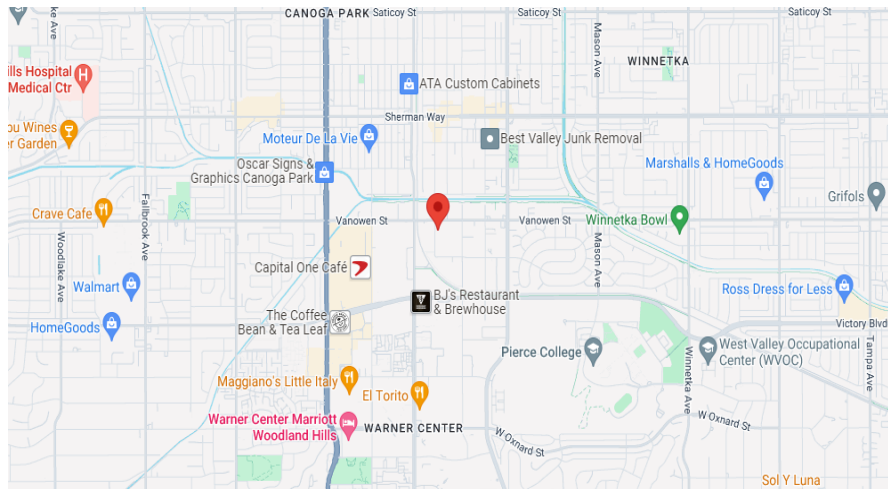 CANOGA PARK
Saticoy St
Saticoy St
Saticoy St
Mason Ave
WINNETKA
ills Hospital
Medical Ctr
ATA Custom Cabinets
Sherman Way
ou Wines
er Garden
Moteur De La Vie
Best Valley Junk Removal
Oscar Signs &
Graphics Canoga Park
Marshalls & HomeGoods
Grifols
Crave Cafe
Fallbrook Ave
Vanowen St
Vanowen St
Winnetka Bowl
Woodlake Ave
Mason Ave
Capital One Café
Walmart
BJ's Restaurant
& Brewhouse
Ross Dress for Less
The Coffee
Bean & Tea Leaf
HomeGoods
Victory Blvd
Pierce College
West Valley Occupational
Center (WVOC)
Winnetka Ave
Tampa Ave
Maggiano's Little Italy
El Torito
Warner Center Marriott
Woodland Hills
WARNER CENTER
W Oxnard St
W Oxnard St
Sol Y Luna